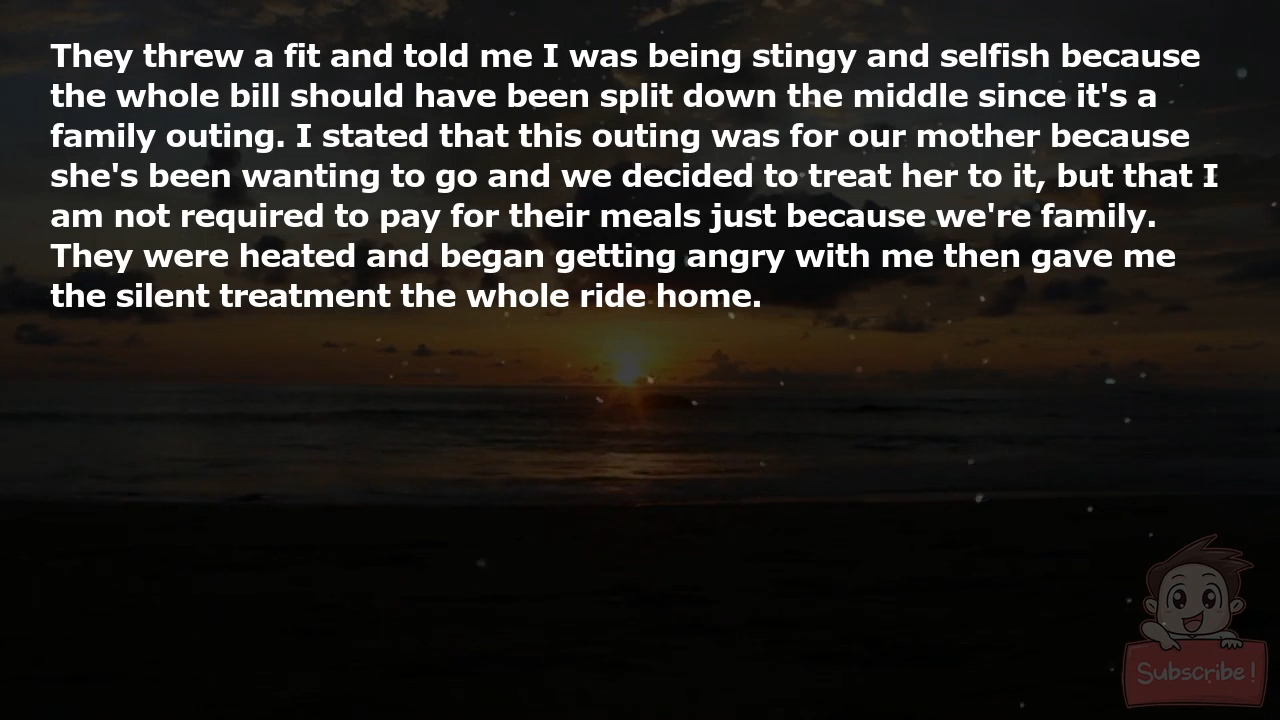 They threw a fit and told me I was being stingy and selfish because
the whole bill should have been split down the middle since it's a
family outing. I stated that this outing was for our mother because
she's been wanting to go and we decided to treat her to it, but that I
am not required to pay for their meals just because we're family.
They were heated and began getting angry with me then gave me
the silent treatment the whole ride home.
Subscribe!